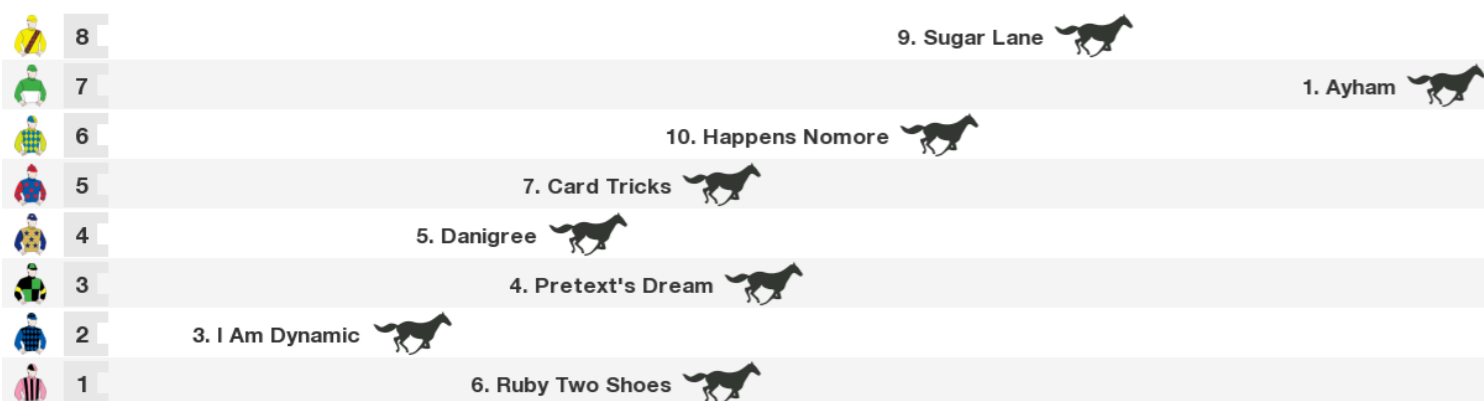 8 9. Sugar Lane
7 1. Ayham
6 10. Happens Nomore
5 7. Card Tricks
4 5. Danigree
3 4. Pretext's Dream
2 3. I Am Dynamic
1 6. Ruby Two Shoes